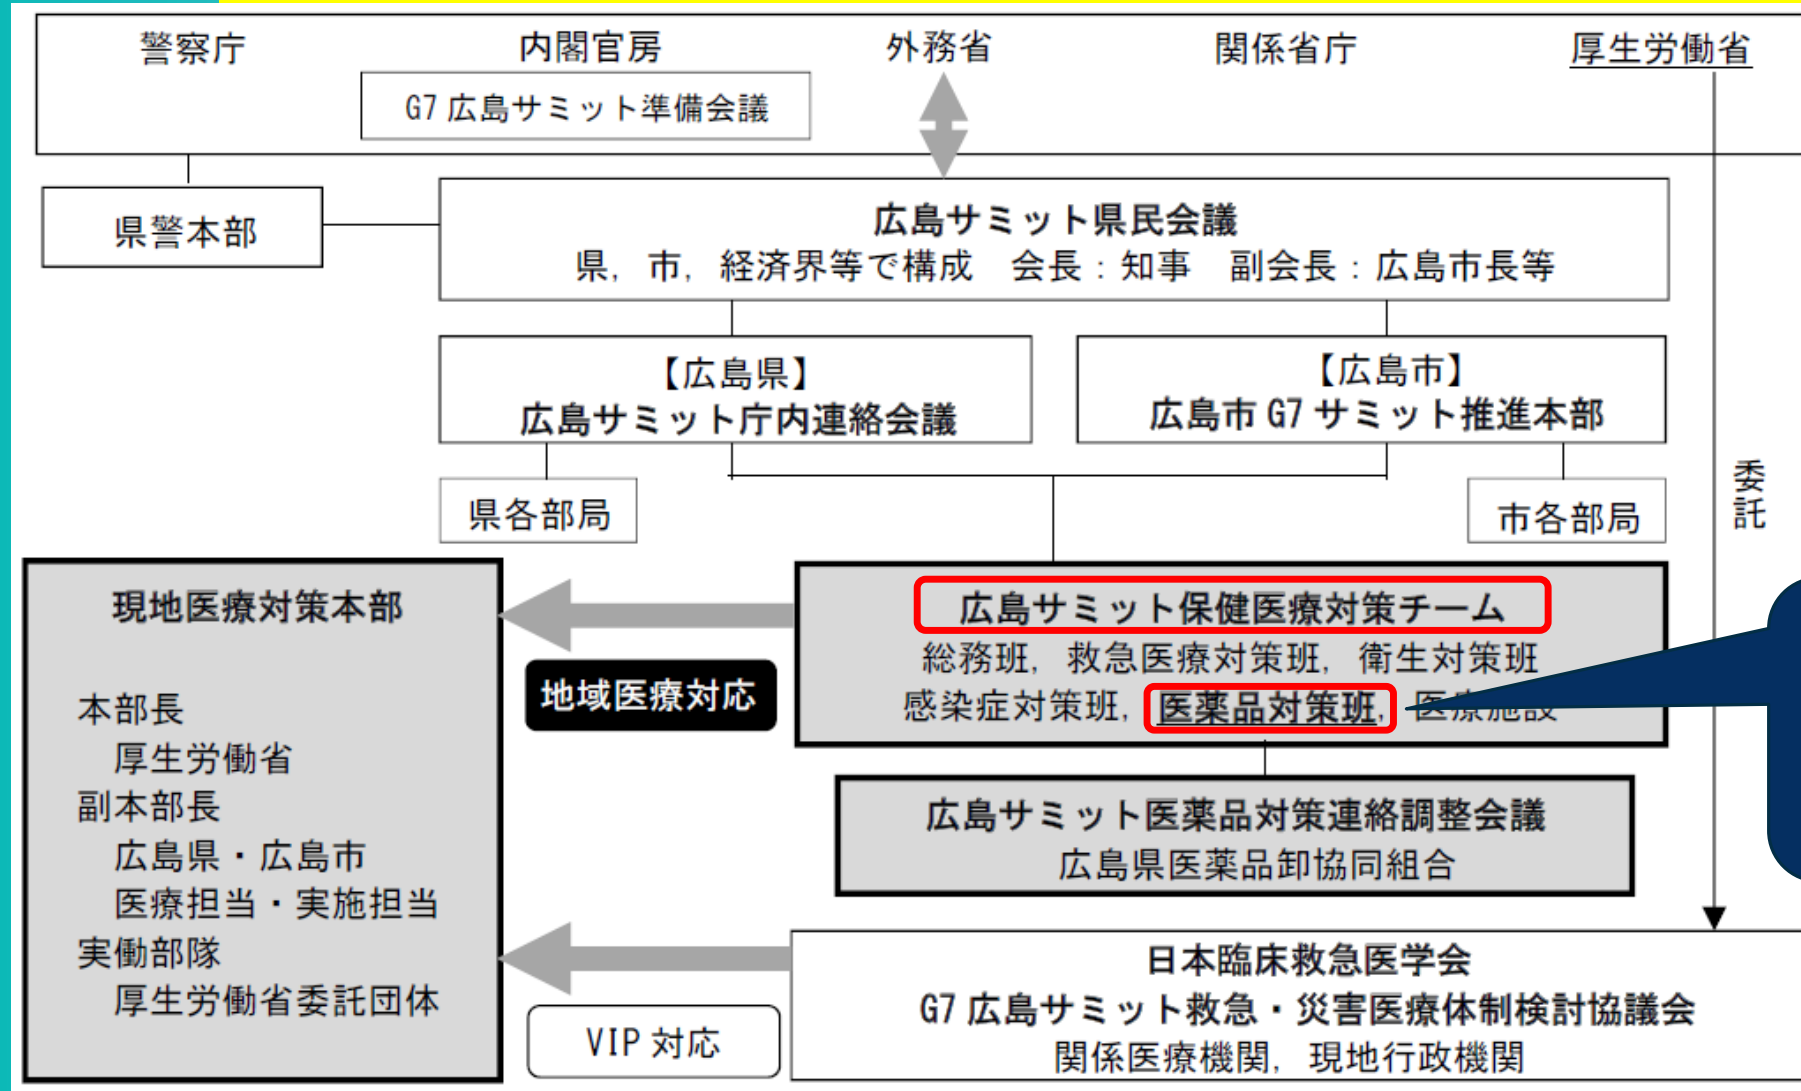 警察庁
内閣官房
外務省
関係省庁
厚生労働省
G7 広島サミット準備会議
県警本部
広島サミット県民会議
県，市，経済界等で構成　会長：知事　副会長：広島市長等
【広島県】
広島サミット庁内連絡会議
【広島市】
広島市 G7 サミット推進本部
県各部局
市各部局
委託
現地医療対策本部
本部長
厚生労働省
副本部長
広島県・広島市
医療担当・実施担当
実働部隊
厚生労働省委託団体
地域医療対応
広島サミット保健医療対策チーム
総務班，救急医療対策班，衛生対策班
感染症対策班，医薬品対策班，医療施設
広島サミット医薬品対策連絡調整会議
広島県医薬品卸協同組合
VIP 対応
日本臨床救急医学会
G7 広島サミット救急・災害医療体制検討協議会
関係医療機関，現地行政機関